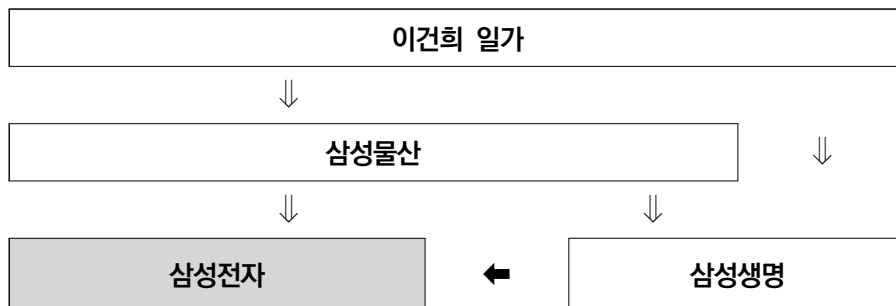 이건희 일가
⇓
삼성물산 ⇓
⇓ ⇓
삼성전자 ⬅ 삼성생명